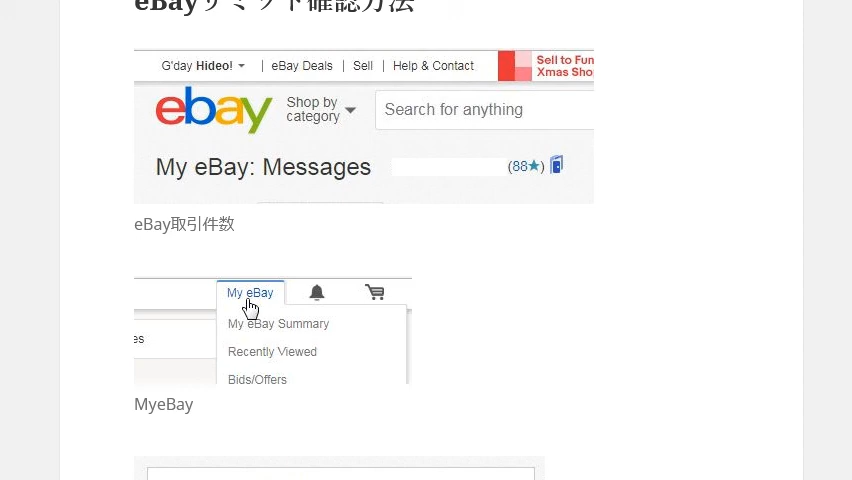 eBayリミット確認方法
G'day Hideo! | eBay Deals | Sell | Help & Contact
Sell to Fun
Xmas Sho
ebay
Shop by
category
Search for anything
My eBay: Messages
(88★)
eBay取引件数
My eBay
My eBay Summary
es
Recently Viewed
Bids/Offers
MyeBay